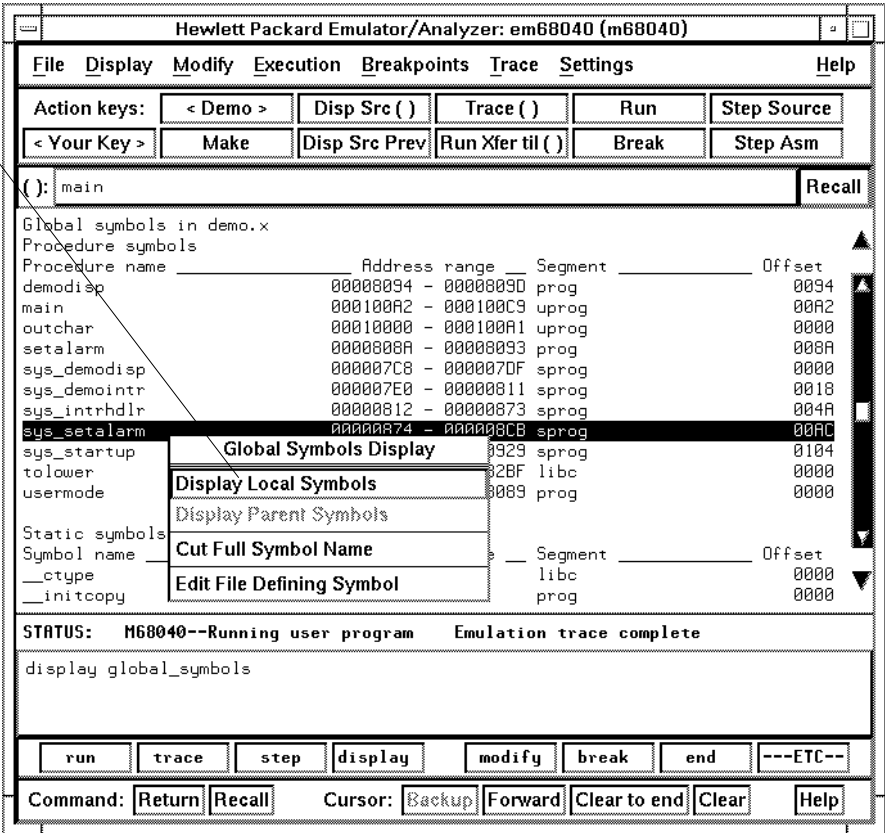 Hewlett Packard Emulator/Analyzer: em68040 (m68040)
File Display Modify Execution Breakpoints Trace Settings Help
Action keys: < Demo > Disp Src ( ) Trace ( ) Run Step Source
< Your Key > Make Disp Src Prev Run Xfer til ( ) Break Step Asm
( ): main Recall
Global symbols in demo.x
Procedure symbols
Procedure name ______________ Address range __ Segment ______________ Offset
demodisp 00008094 - 0000809D prog 0094
main 000100A2 - 000100C9 uprog 00A2
outchar 00010000 - 000100A1 uprog 0000
setalarm 0000808A - 00008093 prog 008A
sys_demodisp 000007C8 - 000007DF sprog 0000
sys_demointr 000007E0 - 00000811 sprog 0018
sys_intrhdlr 00000812 - 00000873 sprog 004A
sys_setalarm 00000874 - 000008CB sprog 00AC
sys_startup 0929 sprog 0104
tolower 2BF libc 0000
usermode 089 prog 0000
Global Symbols Display
Display Local Symbols
Display Parent Symbols
Cut Full Symbol Name
Edit File Defining Symbol
Static symbols
Symbol name __ Segment ______________ Offset
__ctype libc 0000
__initcopy prog 0000
STATUS: M68040--Running user program Emulation trace complete
display global_symbols
run trace step display modify break end ---ETC--
Command: Return Recall Cursor: Backup Forward Clear to end Clear Help